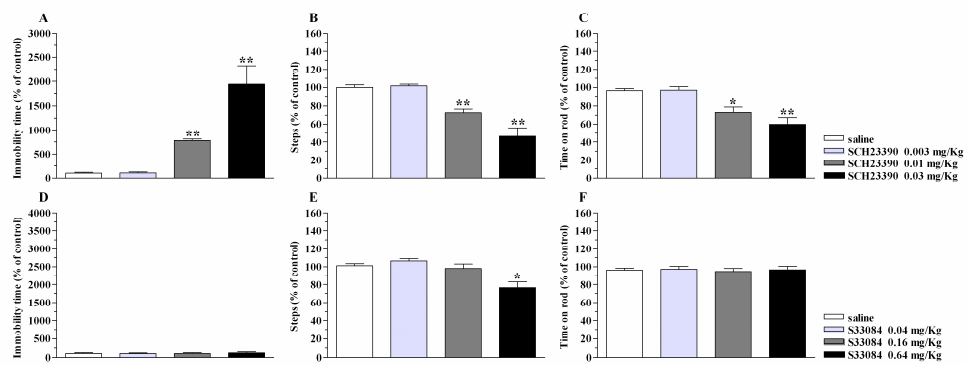 A
Immobility time (% of control)
3000
2500
2000
1500
1000
500
0
**
**
B
Steps (% of control)
160
140
120
100
80
60
40
20
0
**
**
C
Time on rod (% of control)
160
140
120
100
80
60
40
20
0
*
**
saline
SCH23390 0.003 mg/Kg
SCH23390 0.01 mg/Kg
SCH23390 0.03 mg/Kg
D
Immobility time (% of control)
4000
3500
3000
2500
2000
1500
1000
500
0
E
Steps (% of control)
160
140
120
100
80
60
40
20
0
*
F
Time on rod (% of control)
160
140
120
100
80
60
40
20
0
saline
S33084 0.04 mg/Kg
S33084 0.16 mg/Kg
S33084 0.64 mg/Kg